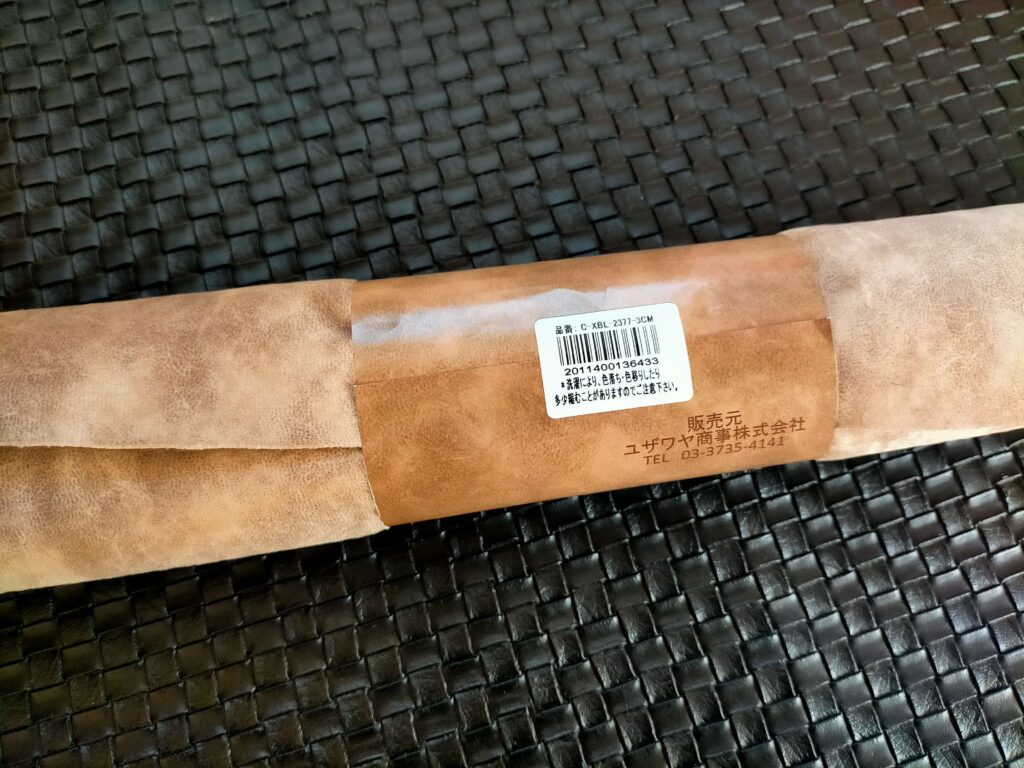 品番: C-XBL-2377-3CM
2011400136433
*洗濯により、色落ち・色移りしたり
多少縮むことがありますのでご注意下さい。
販売元
ユザワヤ商事株式会社
TEL 03-3735-4141